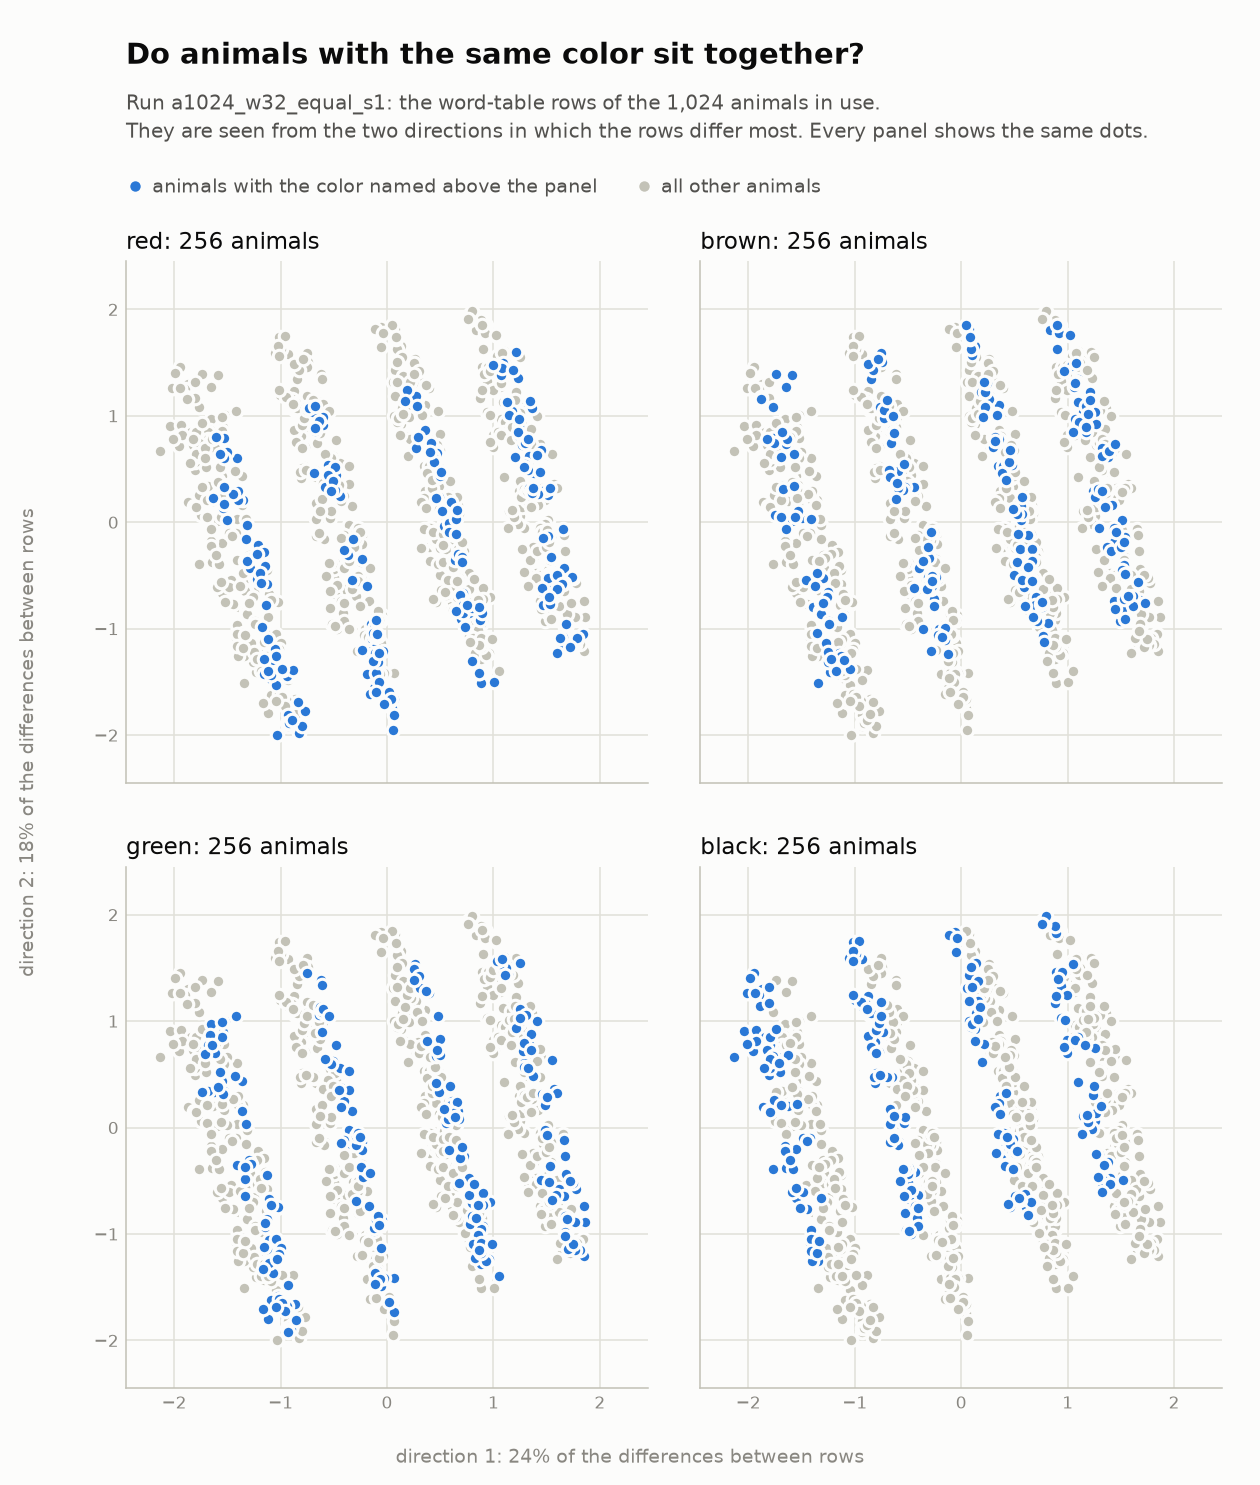 Do animals with the same color sit together?
Run a1024_w32_equal_s1: the word-table rows of the 1,024 animals in use.
They are seen from the two directions in which the rows differ most. Every panel shows the same dots.
animals with the color named above the panel
all other animals
red: 256 animals
brown: 256 animals
2
1
0
−1
−2
green: 256 animals
black: 256 animals
2
1
0
−1
−2
−2 −1 0 1 2
−2 −1 0 1 2
direction 1: 24% of the differences between rows
direction 2: 18% of the differences between rows